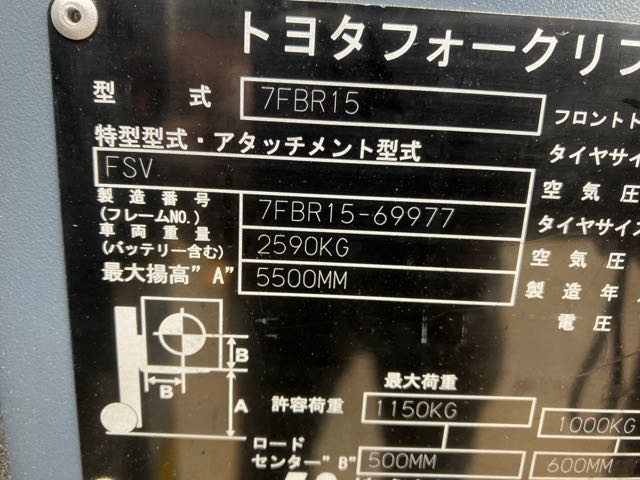 トヨタフォークリフ
型 式 7FBR15
フロントト
特型型式・アタッチメント型式
タイヤサイ
FSV
空気圧
製造番号
(フレームNO.) 7FBR15-69977
タイヤサイズ
車両重量
(バッテリー含む) 2590KG
空気圧
最大揚高"A" 5500MM
製造年
電圧
B
B
A
最大荷重
許容荷重 1150KG 1000KG
ロード
センター"B" 500MM 600MM